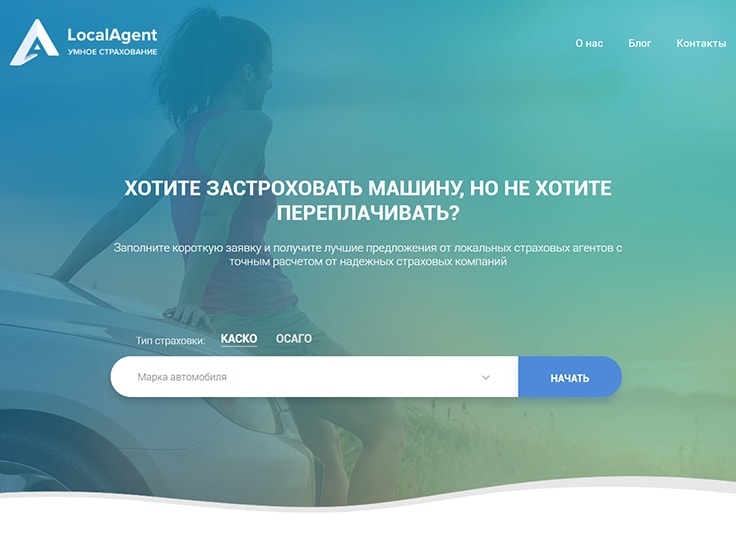 LocalAgent
УМНОЕ СТРАХОВАНИЕ
О нас Блог Контакты
ХОТИТЕ ЗАСТРОХОВАТЬ МАШИНУ, НО НЕ ХОТИТЕ
ПЕРЕПЛАЧИВАТЬ?
Заполните короткую заявку и получите лучшие предложения от локальных страховых агентов с
точным расчетом от надежных страховых компаний
Тип страховки: КАСКО ОСАГО
Марка автомобиля НАЧАТЬ